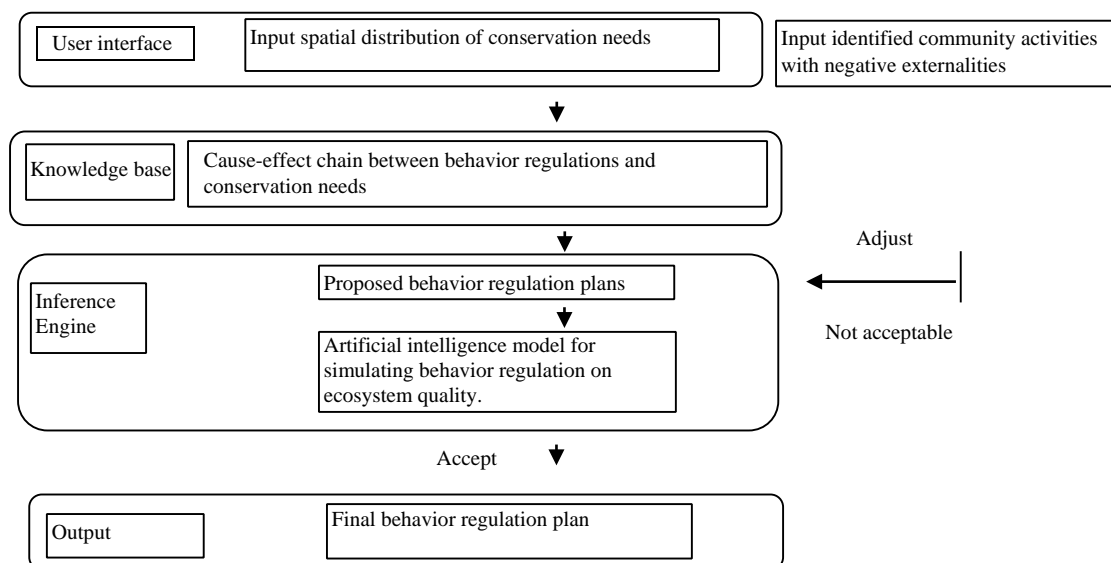 User interface
Input spatial distribution of conservation needs
Input identified community activities
with negative externalities
Knowledge base
Cause-effect chain between behavior regulations and
conservation needs
Adjust
Proposed behavior regulation plans
Inference
Engine
Not acceptable
Artificial intelligence model for
simulating behavior regulation on
ecosystem quality.
Accept
Output
Final behavior regulation plan